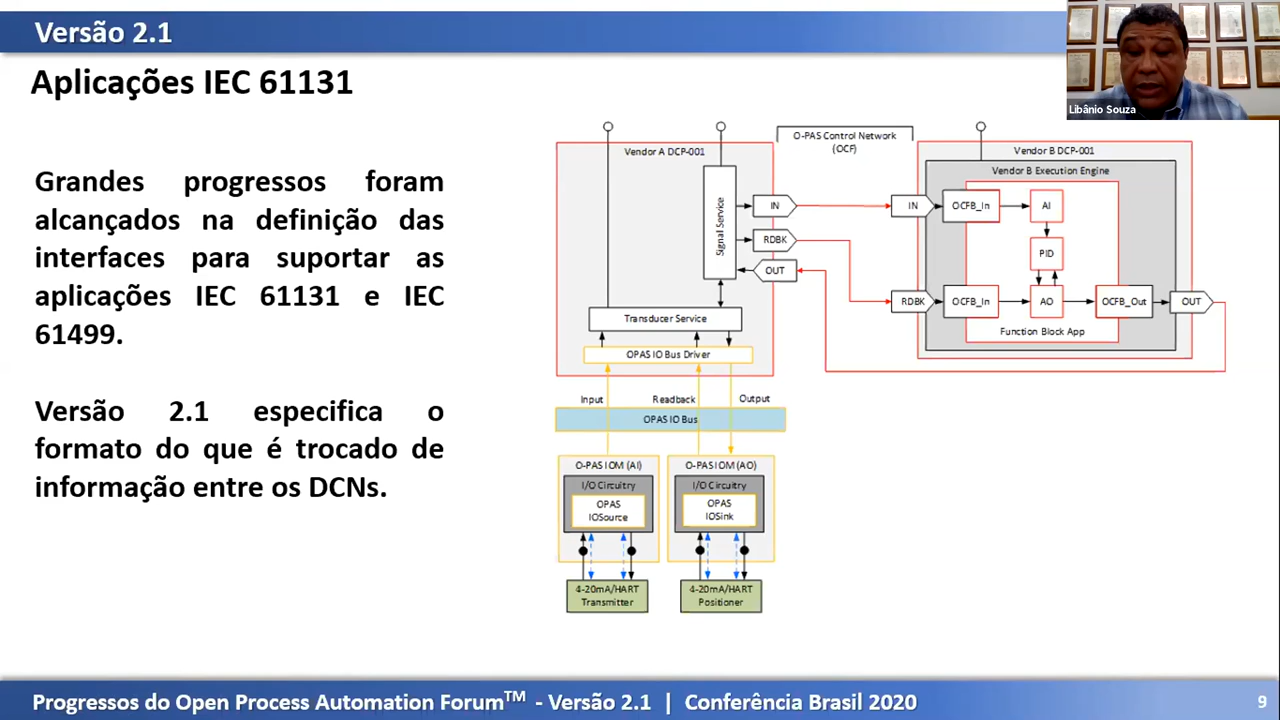 Versão 2.1
Libânio Souza
Aplicações IEC 61131
Grandes progressos foram
alcançados na definição das
interfaces para suportar as
aplicações IEC 61131 e IEC
61499.
Versão 2.1 especifica o
formato do que é trocado de
informação entre os DCNs.
Vendor A DCP-001
O-PAS Control Network
(OCF)
Vendor B DCP-001
Vendor B Execution Engine
Signal Service
IN
RDBK
OUT
IN
OCFB_In
AI
PID
RDBK
OCFB_In
AO
OCFB_Out
OUT
Function Block App
Transducer Service
OPAS IO Bus Driver
Input
Readback
Output
OPAS IO Bus
O-PAS IOM (AI)
I/O Circuitry
OPAS
IOSource
4-20mA/HART
Transmitter
O-PAS IOM (AO)
I/O Circuitry
OPAS
IOSink
4-20mA/HART
Positioner
Progressos do Open Process Automation Forum™ - Versão 2.1 | Conferência Brasil 2020
9